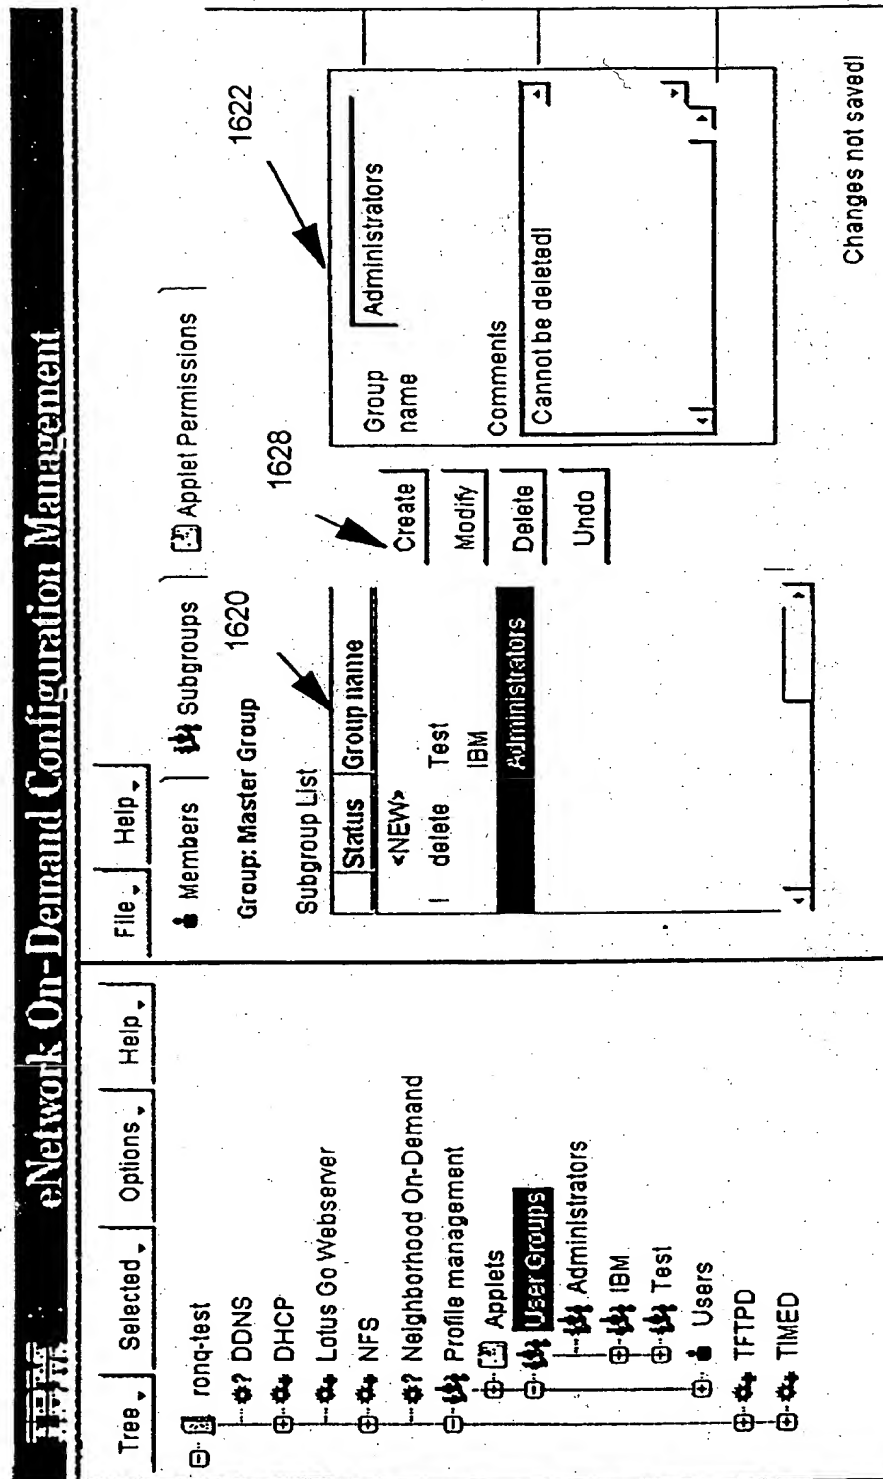 IBM eNetwork On-Demand Configuration Management
Tree Selected Options Help
ronq-test
DDNS
DHCP
Lotus Go Webserver
NFS
Neighborhood On-Demand
Profile management
Applets
User Groups
Administrators
IBM
Test
Users
TFTPD
TIMED
File Help
Members Subgroups Applet Permissions
Group: Master Group
1620
1628
1622
Subgroup List
Status Group name
<NEW>
delete Test
IBM
Administrators
Create
Modify
Delete
Undo
Group
name
Administrators
Comments
Cannot be deleted!
Changes not saved!